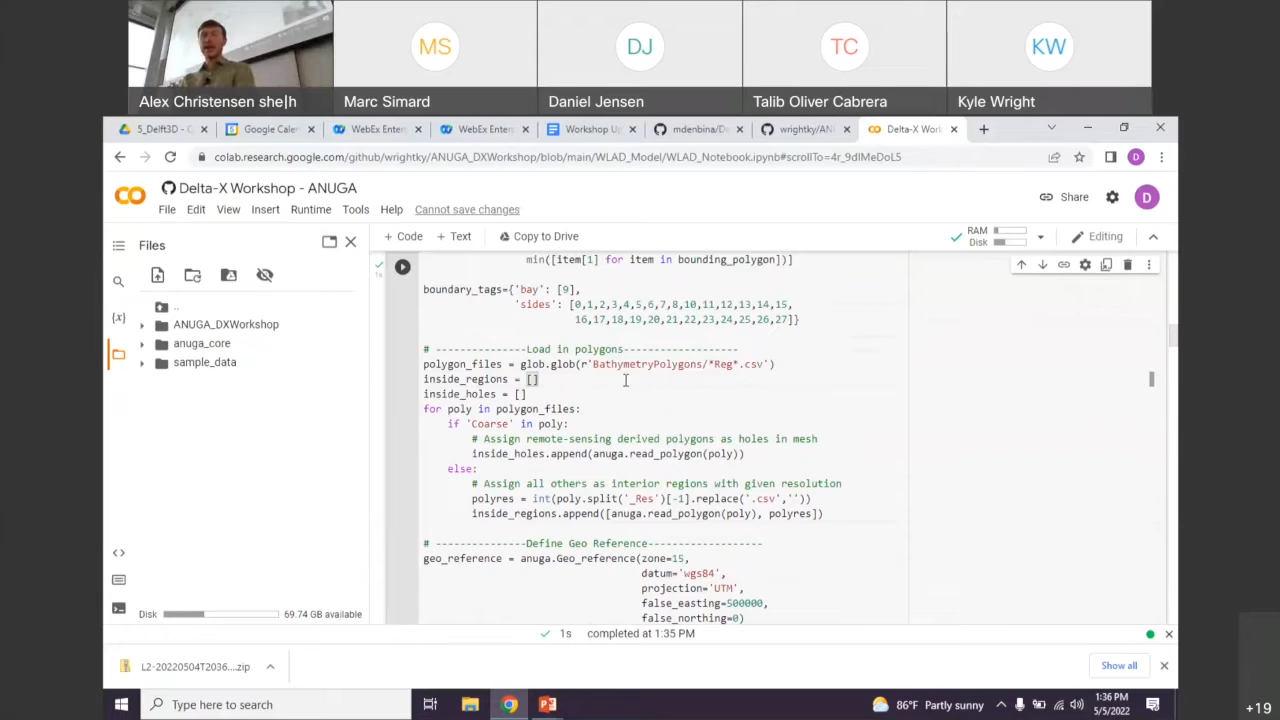 MS
DJ
TC
KW
Alex Christensen she|h
Marc Simard
Daniel Jensen
Talib Oliver Cabrera
Kyle Wright
5_Delft3D - G
Google Calen
WebEx Enterp
WebEx Enterp
Workshop Up
mdenbina/De
wrightky/ANU
Delta-X Work
colab.research.google.com/github/wrightky/ANUGA_DXWorkshop/blob/main/WLAD_Model/WLAD_Notebook.ipynb#scrollTo=4r_9dIMeDoL5
D
Delta-X Workshop - ANUGA
File Edit View Insert Runtime Tools Help Cannot save changes
Share
D
Files
+ Code + Text Copy to Drive
RAM
Disk
Editing
{x}
..
ANUGA_DXWorkshop
anuga_core
sample_data
Disk
69.74 GB available
1s
min([item[1] for item in bounding_polygon])]
boundary_tags={'bay': [9],
'sides': [0,1,2,3,4,5,6,7,8,10,11,12,13,14,15,
16,17,18,19,20,21,22,23,24,25,26,27]}
# ---------------Load in polygons-------------------
polygon_files = glob.glob(r'BathymetryPolygons/*Reg*.csv')
inside_regions = []
inside_holes = []
for poly in polygon_files:
if 'Coarse' in poly:
# Assign remote-sensing derived polygons as holes in mesh
inside_holes.append(anuga.read_polygon(poly))
else:
# Assign all others as interior regions with given resolution
polyres = int(poly.split('_Res')[-1].replace('.csv',''))
inside_regions.append([anuga.read_polygon(poly), polyres])
# ---------------Define Geo Reference------------------
geo_reference = anuga.Geo_reference(zone=15,
datum='wgs84',
projection='UTM',
false_easting=500000,
false_northing=0)
1s completed at 1:35 PM
L2-20220504T2036....zip
Show all
Type here to search
86°F Partly sunny
1:36 PM
5/5/2022
+19